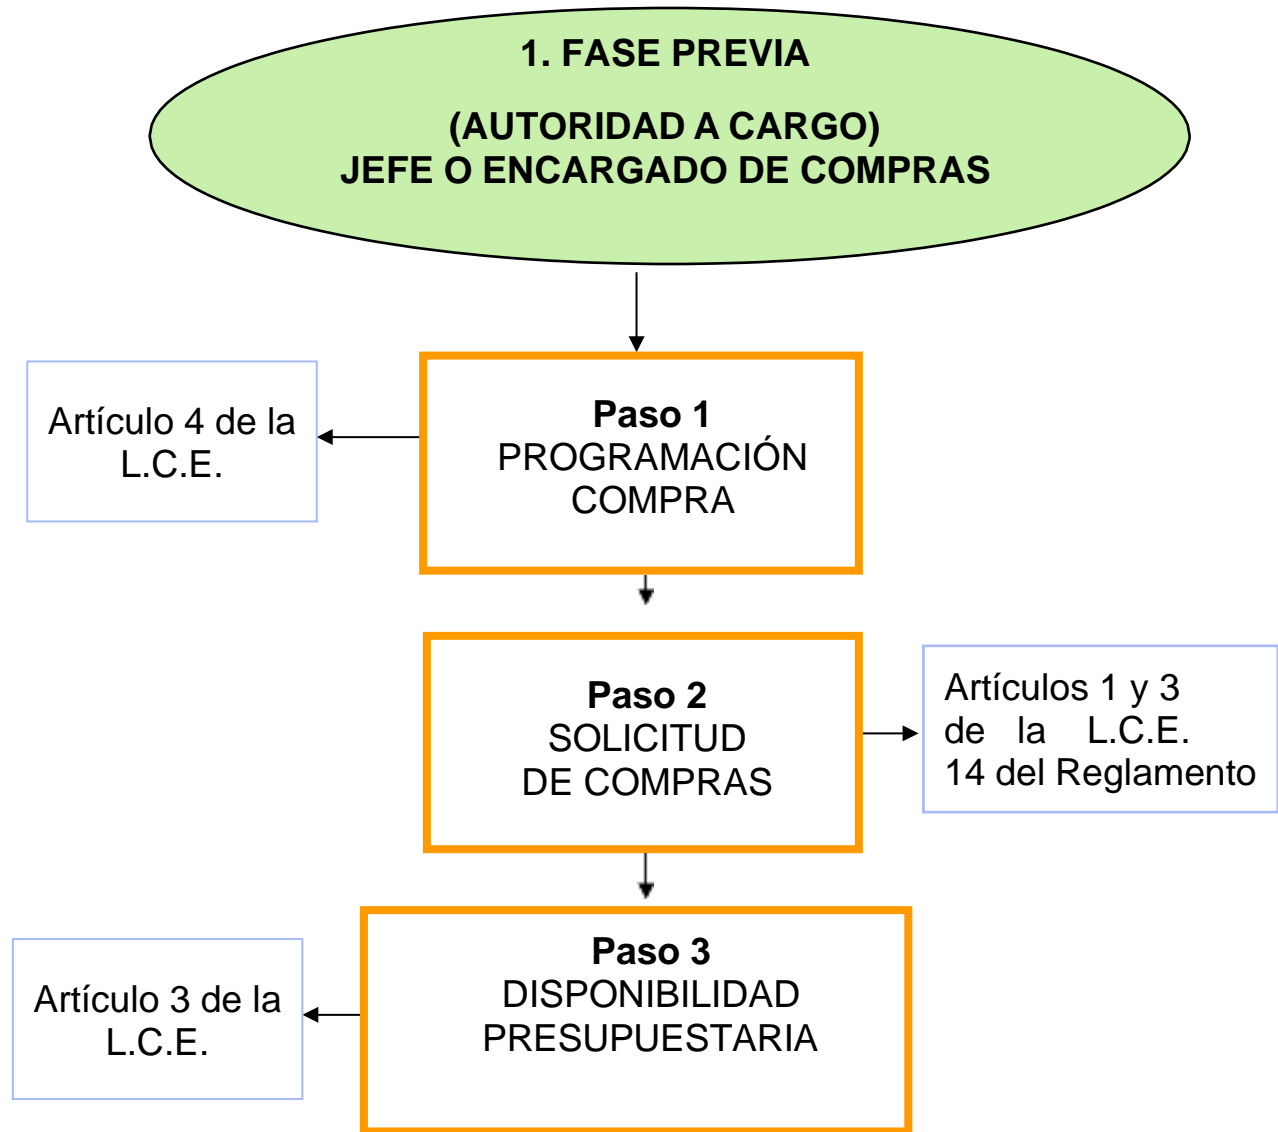 1. FASE PREVIA
(AUTORIDAD A CARGO)
JEFE O ENCARGADO DE COMPRAS
Artículo 4 de la
L.C.E.
Paso 1
PROGRAMACIÓN
COMPRA
Paso 2
SOLICITUD
DE COMPRAS
Artículos 1 y 3
de la L.C.E.
14 del Reglamento
Artículo 3 de la
L.C.E.
Paso 3
DISPONIBILIDAD
PRESUPUESTARIA